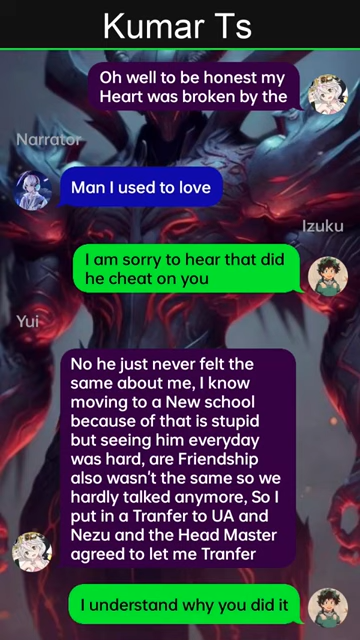 Kumar Ts
Oh well to be honest my
Heart was broken by the
Narrator
Man I used to love
Izuku
I am sorry to hear that did
he cheat on you
Yui
No he just never felt the
same about me, I know
moving to a New school
because of that is stupid
but seeing him everyday
was hard, are Friendship
also wasn't the same so we
hardly talked anymore, So I
put in a Tranfer to UA and
Nezu and the Head Master
agreed to let me Tranfer
I understand why you did it